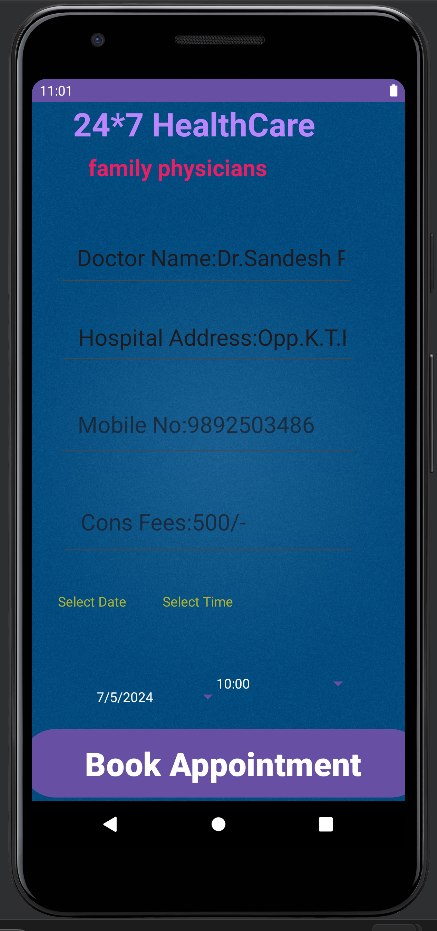 11:01
24*7 HealthCare
family physicians
Doctor Name:Dr.Sandesh
Hospital Address:Opp.K.T.
Mobile No:9892503486
Cons Fees:500/-
Select Date Select Time
10:00
7/5/2024
Book Appointment